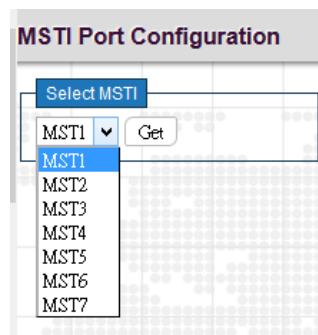 MSTI Port Configuration
Select MSTI
MST1 Get
MST1
MST2
MST3
MST4
MST5
MST6
MST7